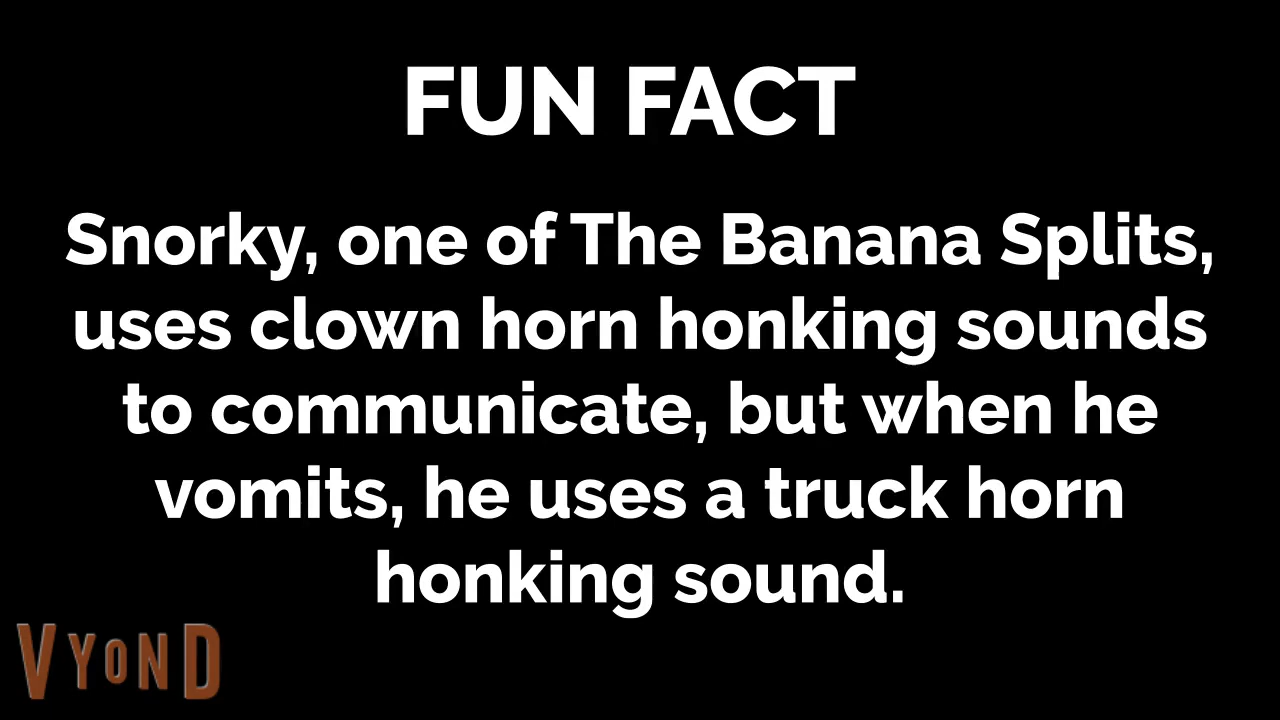 FUN FACT
Snorky, one of The Banana Splits,
uses clown horn honking sounds
to communicate, but when he
vomits, he uses a truck horn
honking sound.
VYOND